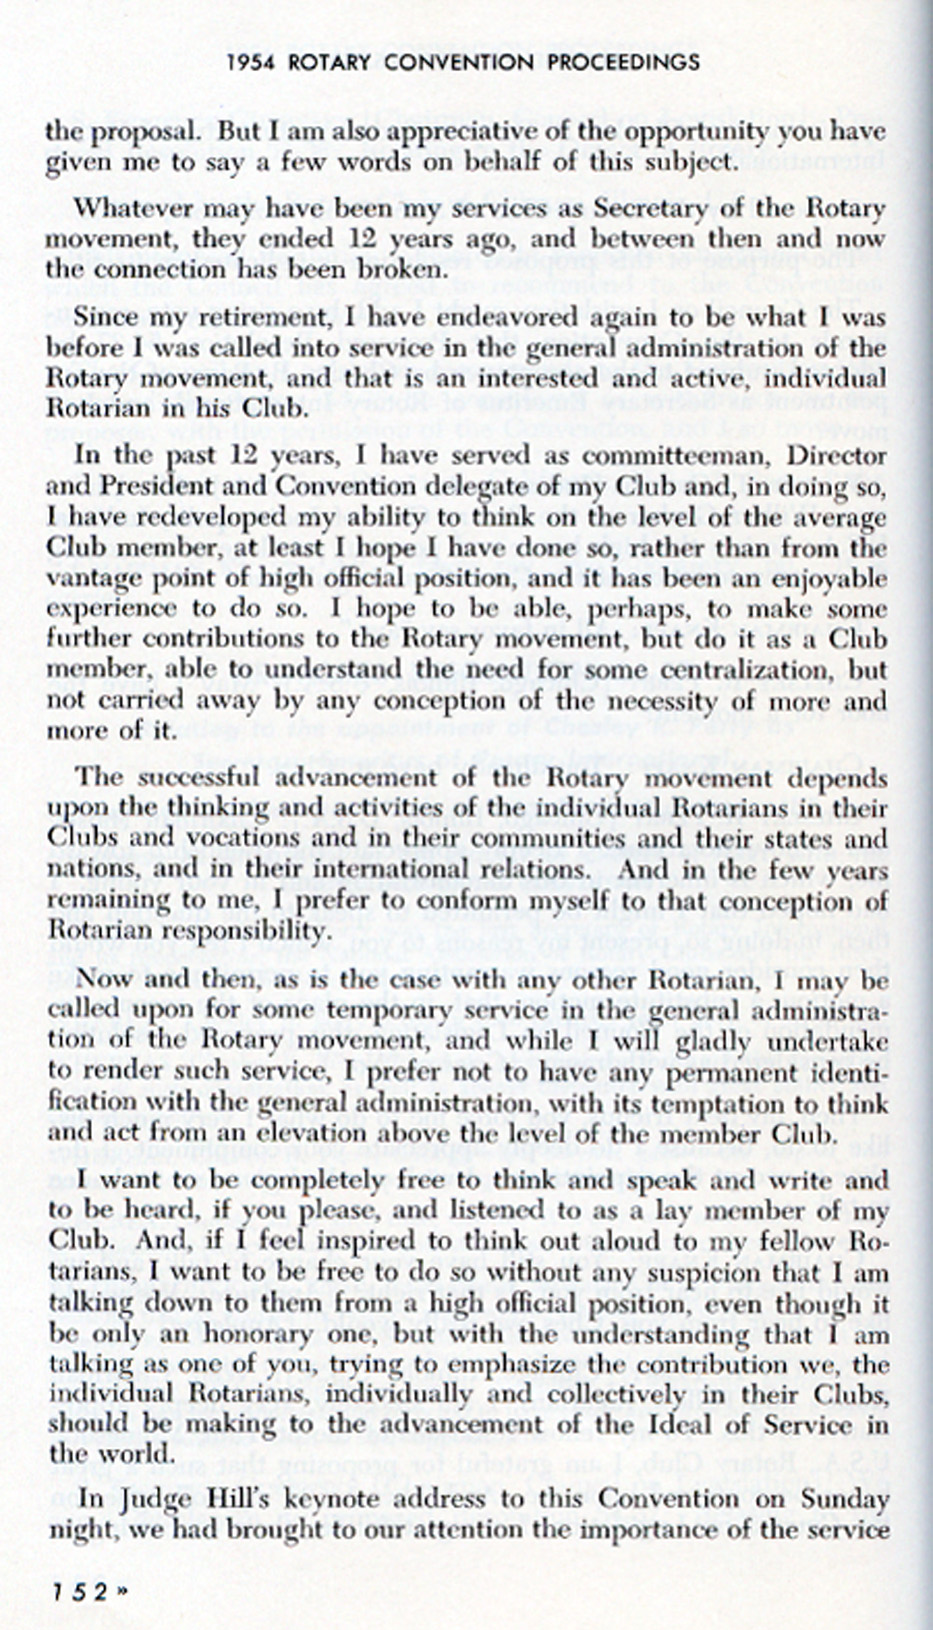 1954 ROTARY CONVENTION PROCEEDINGS
the proposal. But I am also appreciative of the opportunity you have
given me to say a few words on behalf of this subject.
Whatever may have been my services as Secretary of the Rotary
movement, they ended 12 years ago, and between then and now
the connection has been broken.
Since my retirement, I have endeavored again to be what I was
before I was called into service in the general administration of the
Rotary movement, and that is an interested and active, individual
Rotarian in his Club.
In the past 12 years, I have served as committeeman, Director
and President and Convention delegate of my Club and, in doing so,
I have redeveloped my ability to think on the level of the average
Club member, at least I hope I have done so, rather than from the
vantage point of high official position, and it has been an enjoyable
experience to do so. I hope to be able, perhaps, to make some
further contributions to the Rotary movement, but do it as a Club
member, able to understand the need for some centralization, but
not carried away by any conception of the necessity of more and
more of it.
The successful advancement of the Rotary movement depends
upon the thinking and activities of the individual Rotarians in their
Clubs and vocations and in their communities and their states and
nations, and in their international relations. And in the few years
remaining to me, I prefer to conform myself to that conception of
Rotarian responsibility.
Now and then, as is the case with any other Rotarian, I may be
called upon for some temporary service in the general administra-
tion of the Rotary movement, and while I will gladly undertake
to render such service, I prefer not to have any permanent identi-
fication with the general administration, with its temptation to think
and act from an elevation above the level of the member Club.
I want to be completely free to think and speak and write and
to be heard, if you please, and listened to as a lay member of my
Club. And, if I feel inspired to think out aloud to my fellow Ro-
tarians, I want to be free to do so without any suspicion that I am
talking down to them from a high official position, even though it
be only an honorary one, but with the understanding that I am
talking as one of you, trying to emphasize the contribution we, the
individual Rotarians, individually and collectively in their Clubs,
should be making to the advancement of the Ideal of Service in
the world.
In Judge Hill's keynote address to this Convention on Sunday
night, we had brought to our attention the importance of the service
152»